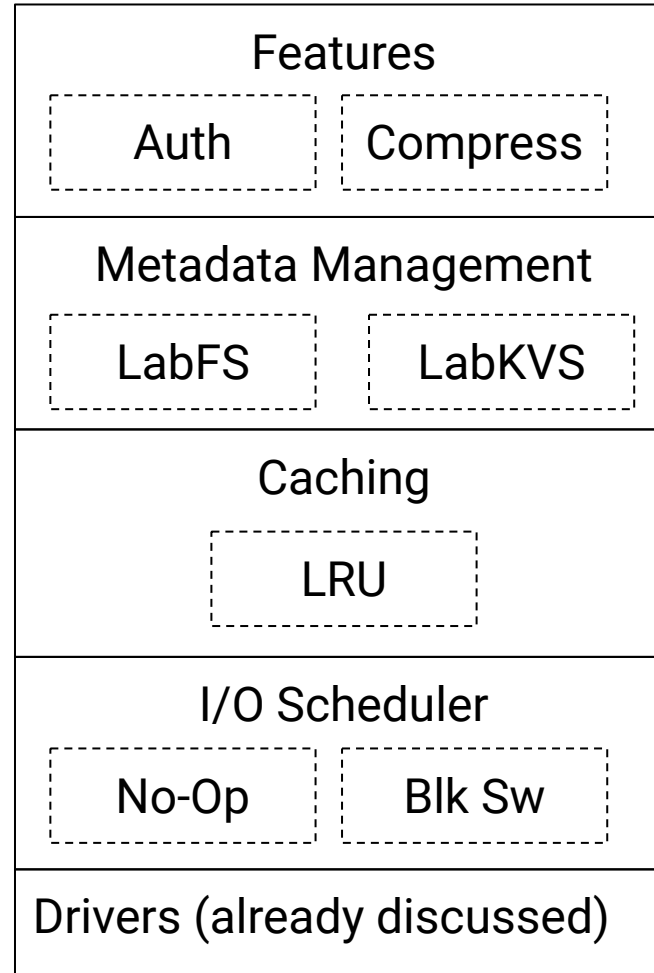 Features
Auth Compress
Metadata Management
LabFS LabKVS
Caching
LRU
I/O Scheduler
No-Op Blk Sw
Drivers (already discussed)